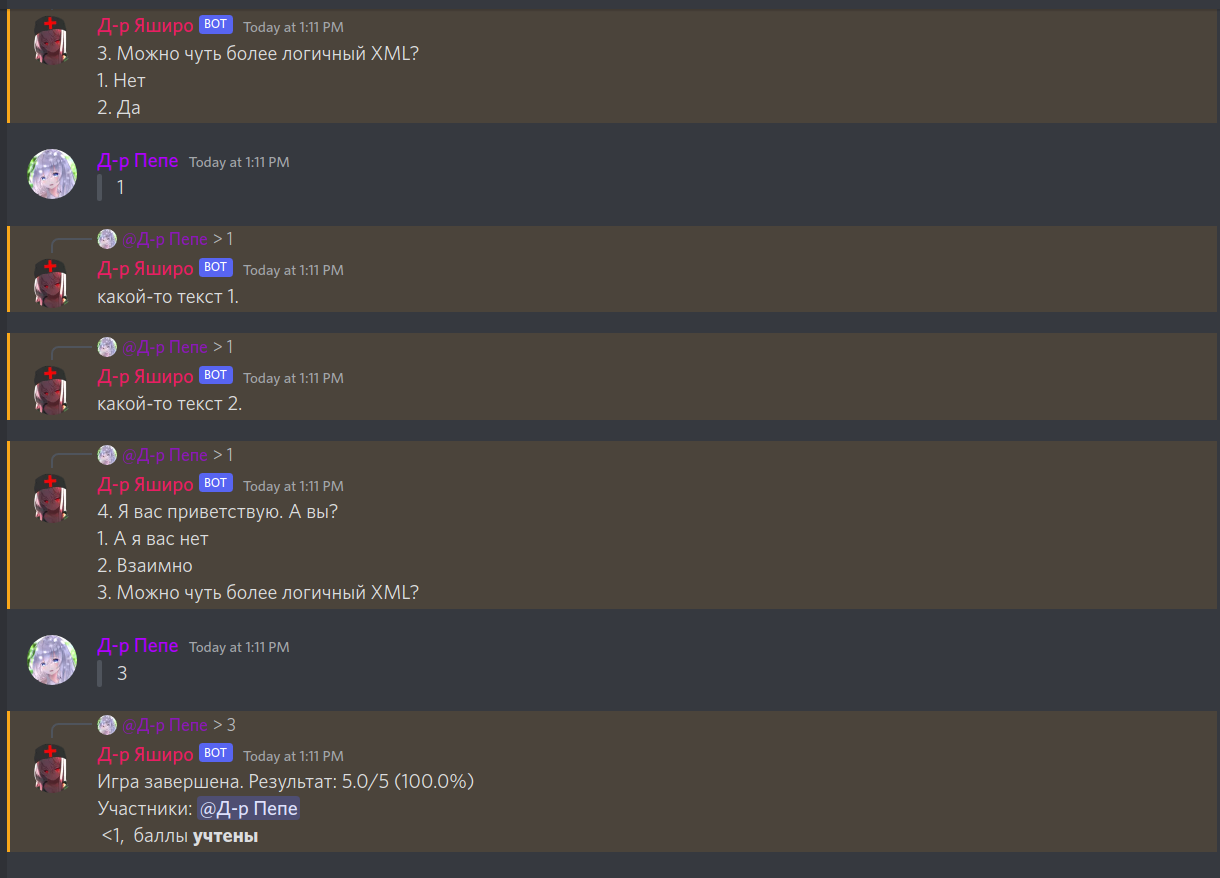 Д-р Яширо BOT Today at 1:11 PM
3. Можно чуть более логичный XML?
1. Нет
2. Да
Д-р Пепе Today at 1:11 PM
1
@Д-р Пепе > 1
Д-р Яширо BOT Today at 1:11 PM
какой-то текст 1.
@Д-р Пепе > 1
Д-р Яширо BOT Today at 1:11 PM
какой-то текст 2.
@Д-р Пепе > 1
Д-р Яширо BOT Today at 1:11 PM
4. Я вас приветствую. А вы?
1. А я вас нет
2. Взаимно
3. Можно чуть более логичный XML?
Д-р Пепе Today at 1:11 PM
3
@Д-р Пепе > 3
Д-р Яширо BOT Today at 1:11 PM
Игра завершена. Результат: 5.0/5 (100.0%)
Участники: @Д-р Пепе
<1, баллы учтены